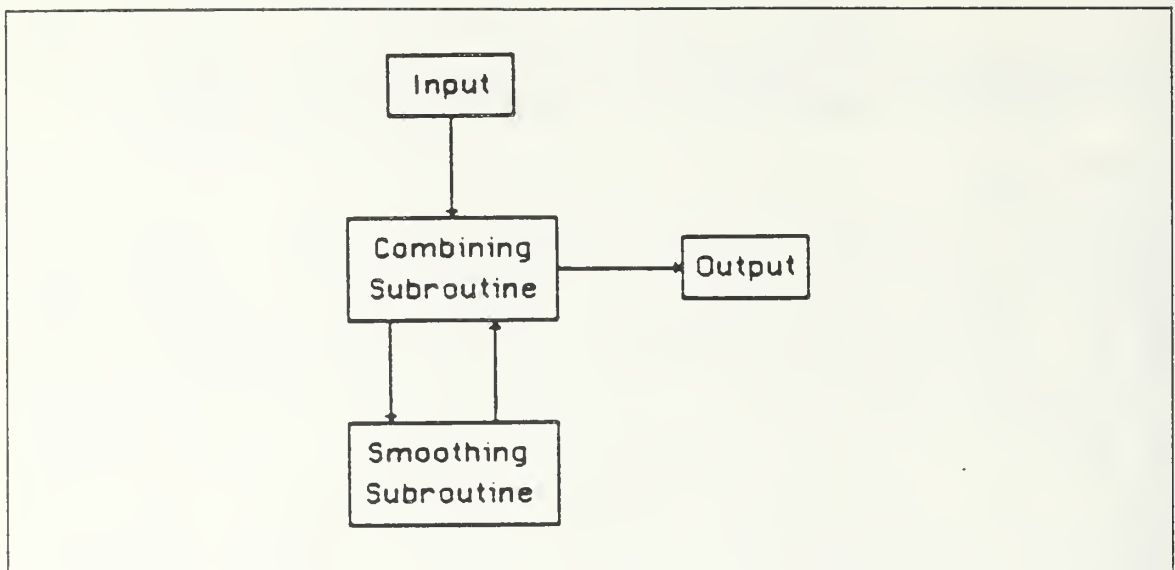 Input
Combining
Subroutine
Output
Smoothing
Subroutine